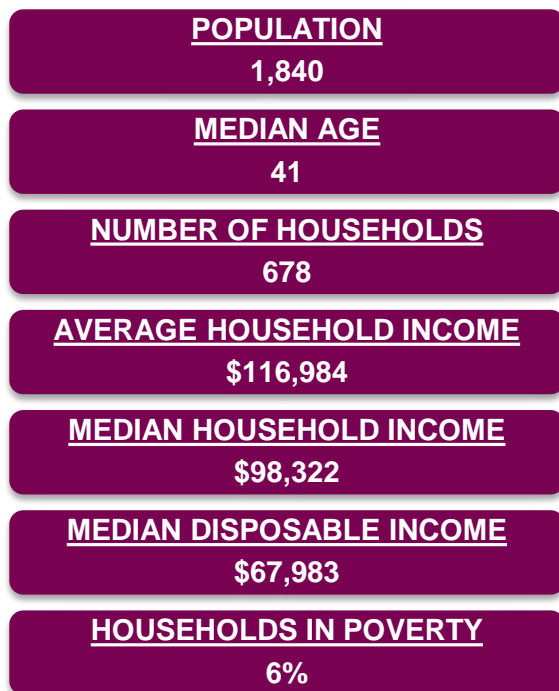 POPULATION
1,840
MEDIAN AGE
41
NUMBER OF HOUSEHOLDS
678
AVERAGE HOUSEHOLD INCOME
$116,984
MEDIAN HOUSEHOLD INCOME
$98,322
MEDIAN DISPOSABLE INCOME
$67,983
HOUSEHOLDS IN POVERTY
6%